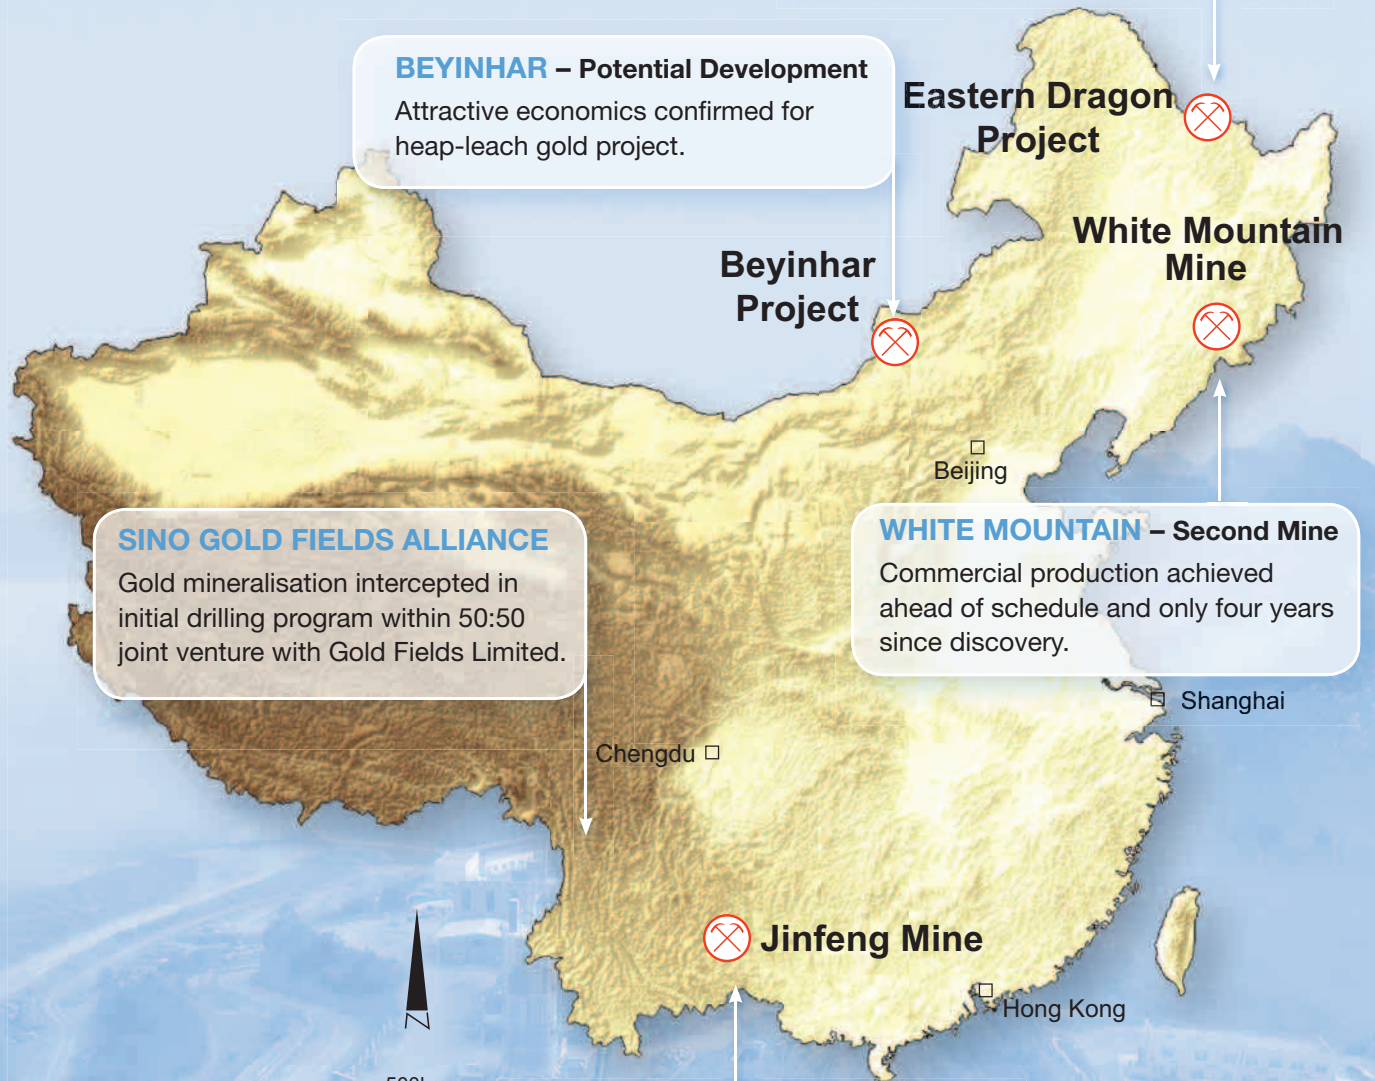 BEYINHAR – Potential Development
Attractive economics confirmed for
heap-leach gold project.
Eastern Dragon
Project
White Mountain
Mine
Beyinhar
Project
Beijing
SINO GOLD FIELDS ALLIANCE
Gold mineralisation intercepted in
initial drilling program within 50:50
joint venture with Gold Fields Limited.
WHITE MOUNTAIN – Second Mine
Commercial production achieved
ahead of schedule and only four years
since discovery.
Shanghai
Chengdu
Jinfeng Mine
Hong Kong
N